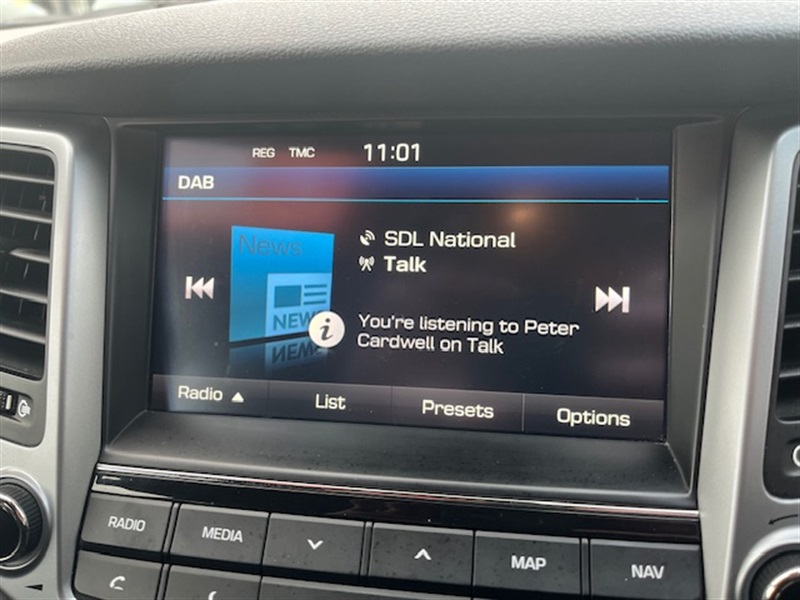 REG TMC 11:01
DAB
News
NEWS
SDL National
Talk
i
You're listening to Peter
Cardwell on Talk
Radio ▲ List Presets Options
RADIO MEDIA MAP NAV